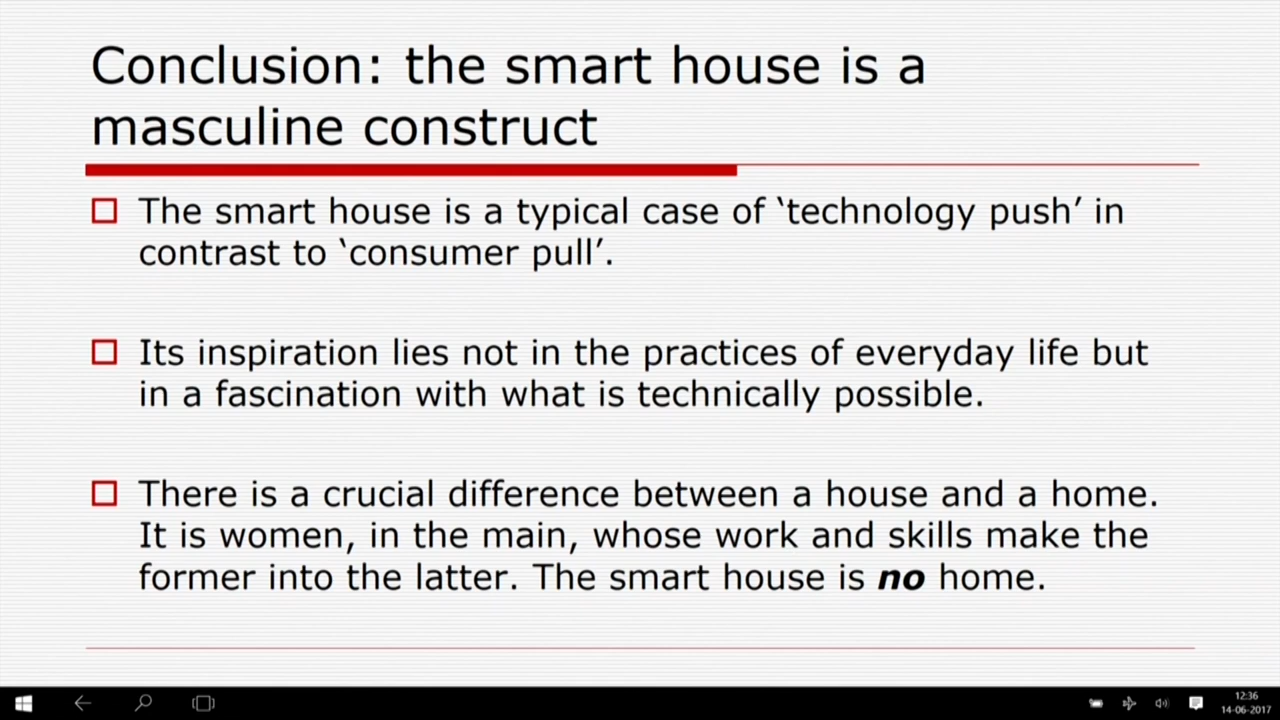 Conclusion: the smart house is a
masculine construct
The smart house is a typical case of ‘technology push’ in
contrast to ‘consumer pull’.
Its inspiration lies not in the practices of everyday life but
in a fascination with what is technically possible.
There is a crucial difference between a house and a home.
It is women, in the main, whose work and skills make the
former into the latter. The smart house is no home.
12:36
14-06-2017